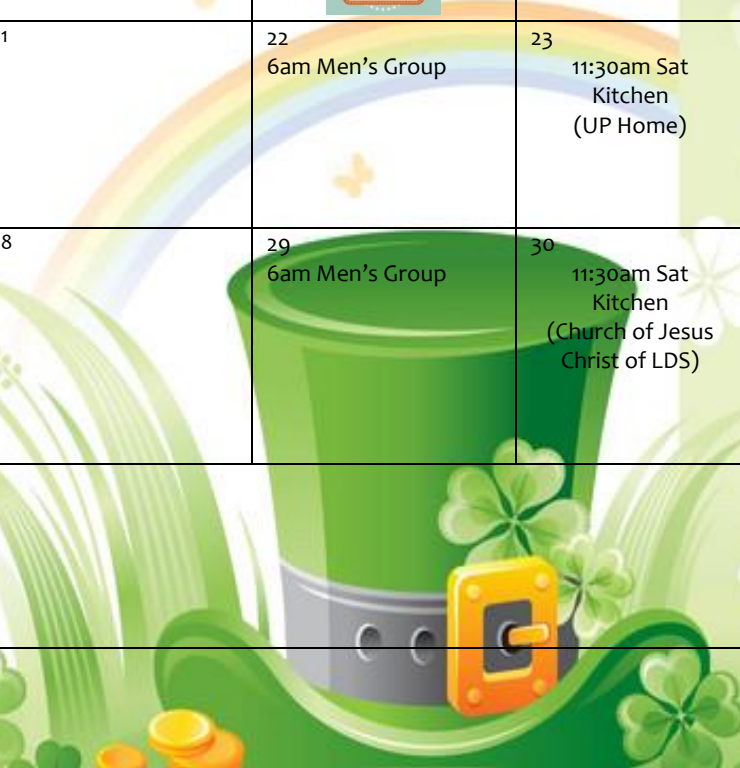 1
22
6am Men's Group
23
11:30am Sat
Kitchen
(UP Home)
8
29
6am Men's Group
30
11:30am Sat
Kitchen
(Church of Jesus
Christ of LDS)